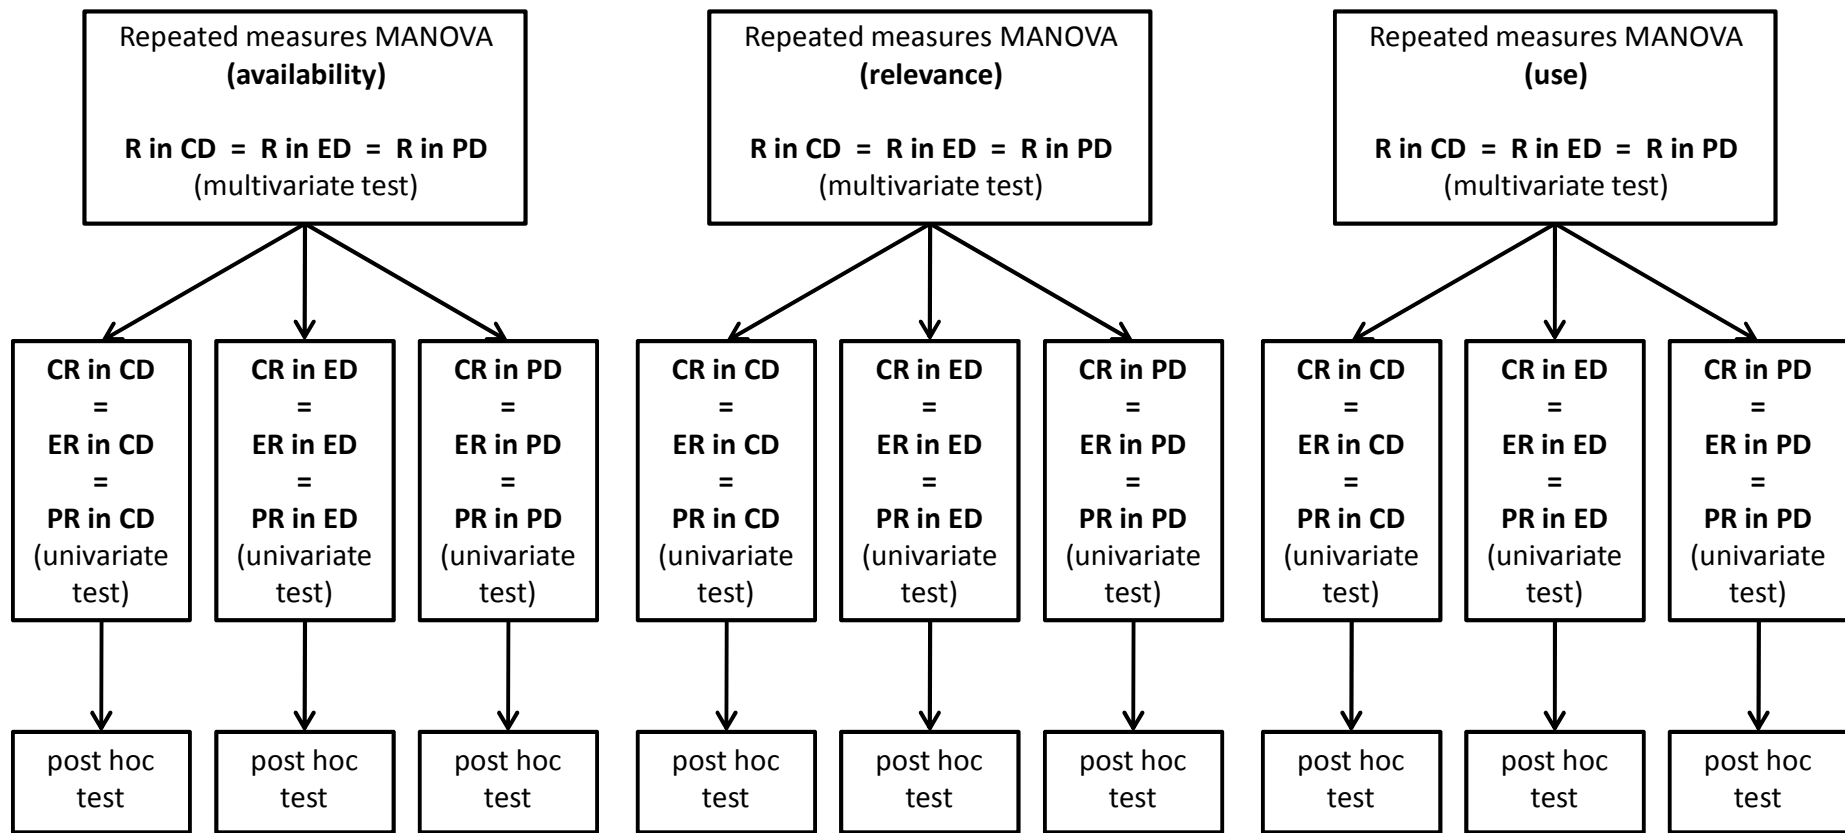 Repeated measures MANOVA
(availability)
R in CD = R in ED = R in PD
(multivariate test)
Repeated measures MANOVA
(relevance)
R in CD = R in ED = R in PD
(multivariate test)
Repeated measures MANOVA
(use)
R in CD = R in ED = R in PD
(multivariate test)
CR in CD
=
ER in CD
=
PR in CD
(univariate
test)
CR in ED
=
ER in ED
=
PR in ED
(univariate
test)
CR in PD
=
ER in PD
=
PR in PD
(univariate
test)
CR in CD
=
ER in CD
=
PR in CD
(univariate
test)
CR in ED
=
ER in ED
=
PR in ED
(univariate
test)
CR in PD
=
ER in PD
=
PR in PD
(univariate
test)
CR in CD
=
ER in CD
=
PR in CD
(univariate
test)
CR in ED
=
ER in ED
=
PR in ED
(univariate
test)
CR in PD
=
ER in PD
=
PR in PD
(univariate
test)
post hoc
test
post hoc
test
post hoc
test
post hoc
test
post hoc
test
post hoc
test
post hoc
test
post hoc
test
post hoc
test